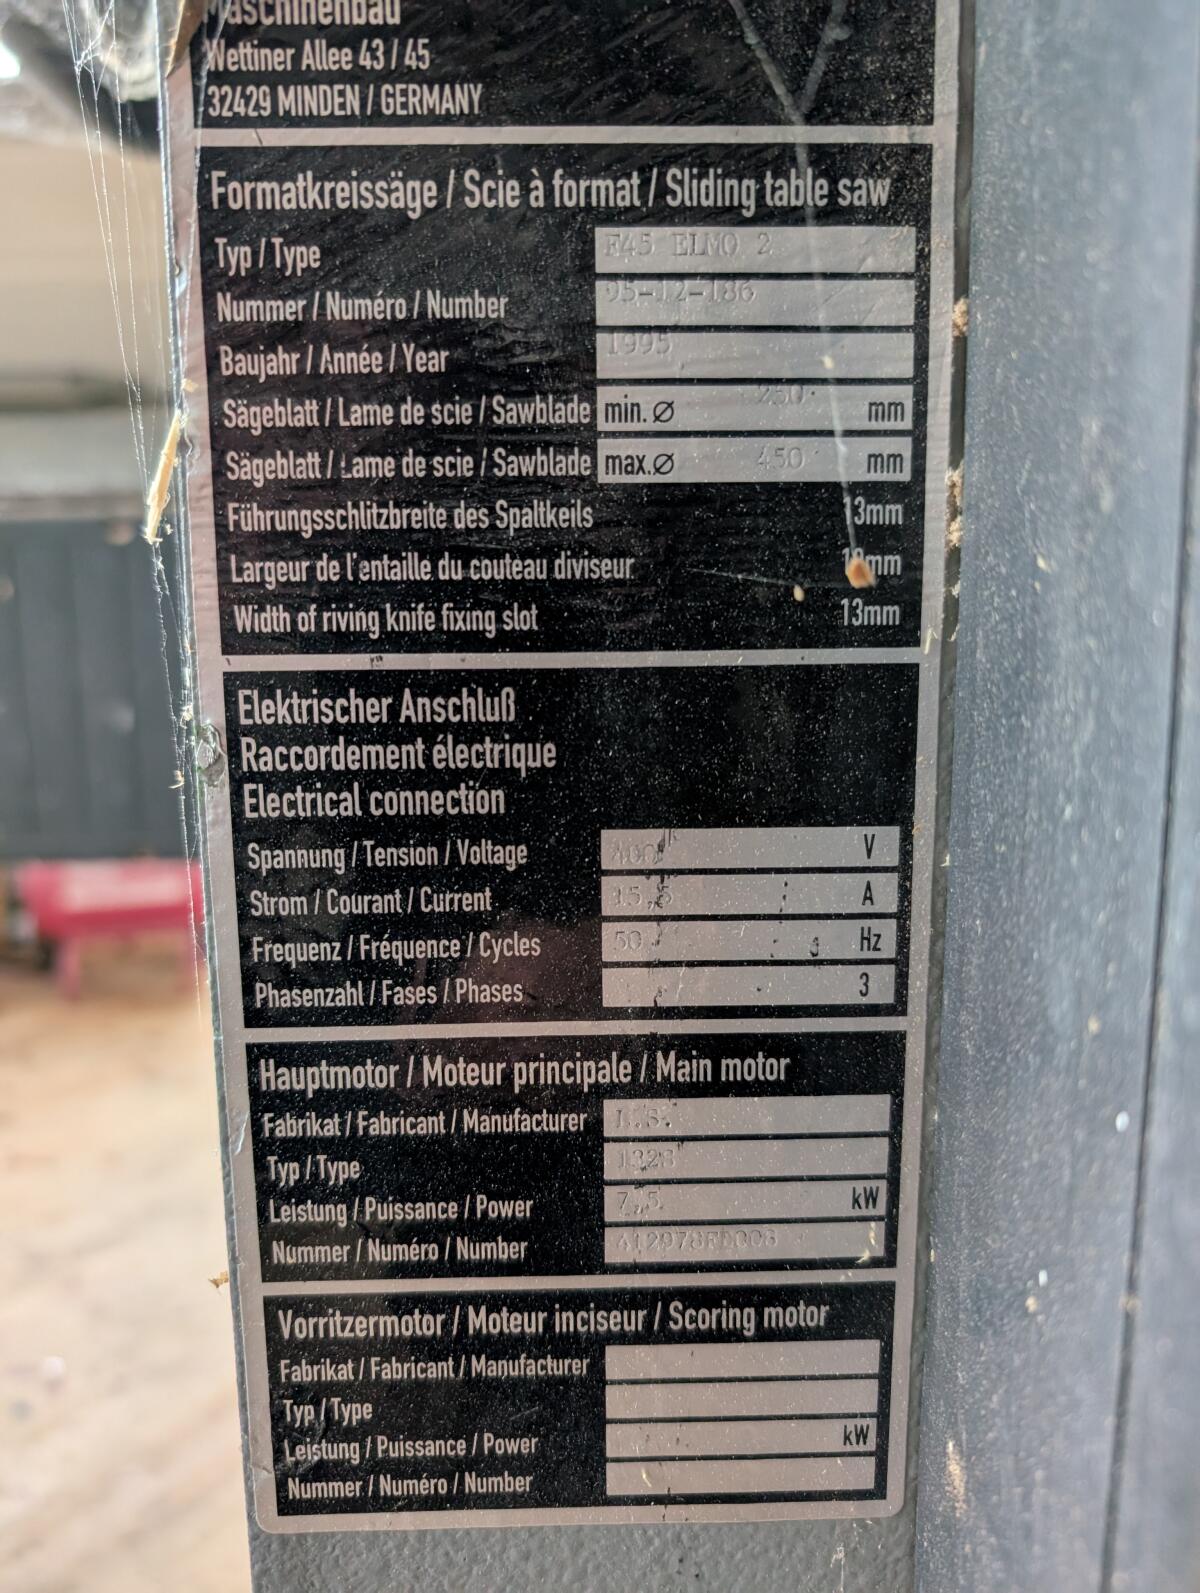 Maschinenbau
Wettiner Allee 43 / 45
32429 MINDEN / GERMANY
Formatkreissäge / Scie à format / Sliding table saw
Typ / Type F45 ELMO 2
Nummer / Numéro / Number 95-12-186
Baujahr / Année / Year 1995
Sägeblatt / Lame de scie / Sawblade min. Ø 250 mm
Sägeblatt / Lame de scie / Sawblade max. Ø 450 mm
Führungsschlitzbreite des Spaltkeils 13mm
Largeur de l'entaille du couteau diviseur
Width of riving knife fixing slot 13mm
Elektrischer Anschluß
Raccordement électrique
Electrical connection
Spannung / Tension / Voltage 400 V
Strom / Courant / Current 15,5 A
Frequenz / Fréquence / Cycles 50 Hz
Phasenzahl / Fases / Phases 3
Hauptmotor / Moteur principale / Main motor
Fabrikat / Fabricant / Manufacturer
Typ / Type
Leistung / Puissance / Power 7,5 kW
Nummer / Numéro / Number
Vorritzermotor / Moteur inciseur / Scoring motor
Fabrikat / Fabricant / Manufacturer
Typ / Type
Leistung / Puissance / Power kW
Nummer / Numéro / Number